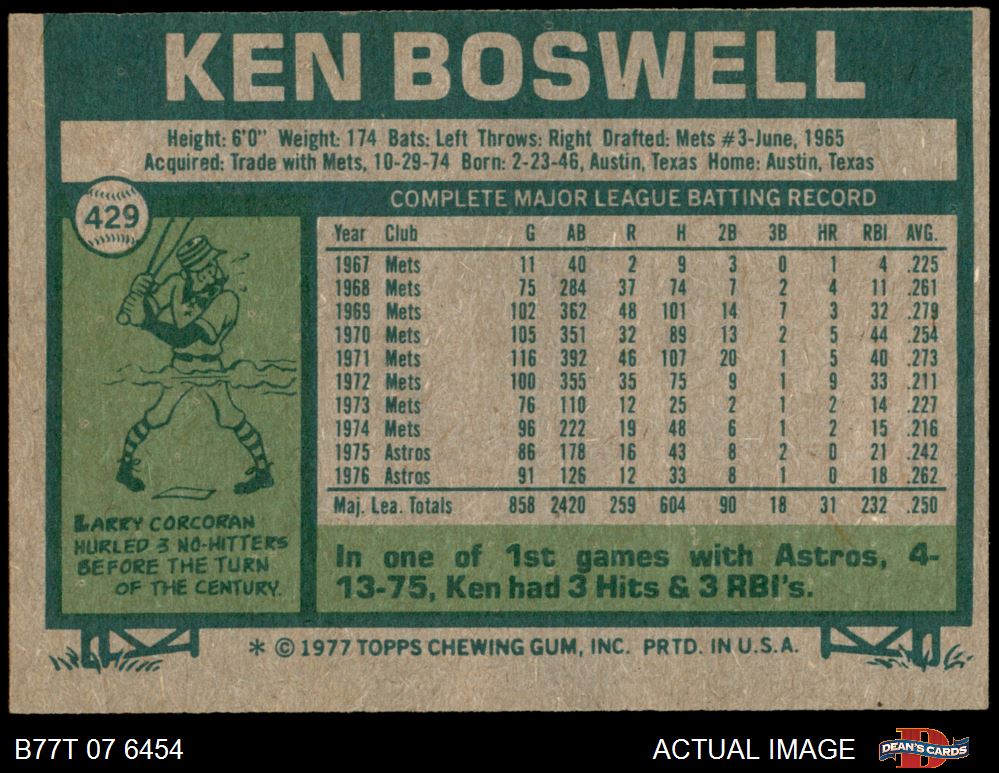 KEN BOSWELL
Height: 6'0" Weight: 174 Bats: Left Throws: Right Drafted: Mets #3-June, 1965
Acquired: Trade with Mets, 10-29-74 Born: 2-23-46, Austin, Texas Home: Austin, Texas
429
COMPLETE MAJOR LEAGUE BATTING RECORD
Year Club G AB R H 2B 3B HR RBI AVG.
1967 Mets 11 40 2 9 3 0 1 4 .225
1968 Mets 75 284 37 74 7 2 4 11 .261
1969 Mets 102 362 48 101 14 7 3 32 .279
1970 Mets 105 351 32 89 13 2 5 44 .254
1971 Mets 116 392 46 107 20 1 5 40 .273
1972 Mets 100 355 35 75 9 1 9 33 .211
1973 Mets 76 110 12 25 2 1 2 14 .227
1974 Mets 96 222 19 48 6 1 2 15 .216
1975 Astros 86 178 16 43 8 2 0 21 .242
1976 Astros 91 126 12 33 8 1 0 18 .262
Maj. Lea. Totals 858 2420 259 604 90 18 31 232 .250
LARRY CORCORAN
HURLED 3 NO-HITTERS
BEFORE THE TURN
OF THE CENTURY.
In one of 1st games with Astros, 4-
13-75, Ken had 3 Hits & 3 RBI's.
* © 1977 TOPPS CHEWING GUM, INC. PRTD. IN U.S.A.
B77T 07 6454
ACTUAL IMAGE
D
DEAN'S CARDS